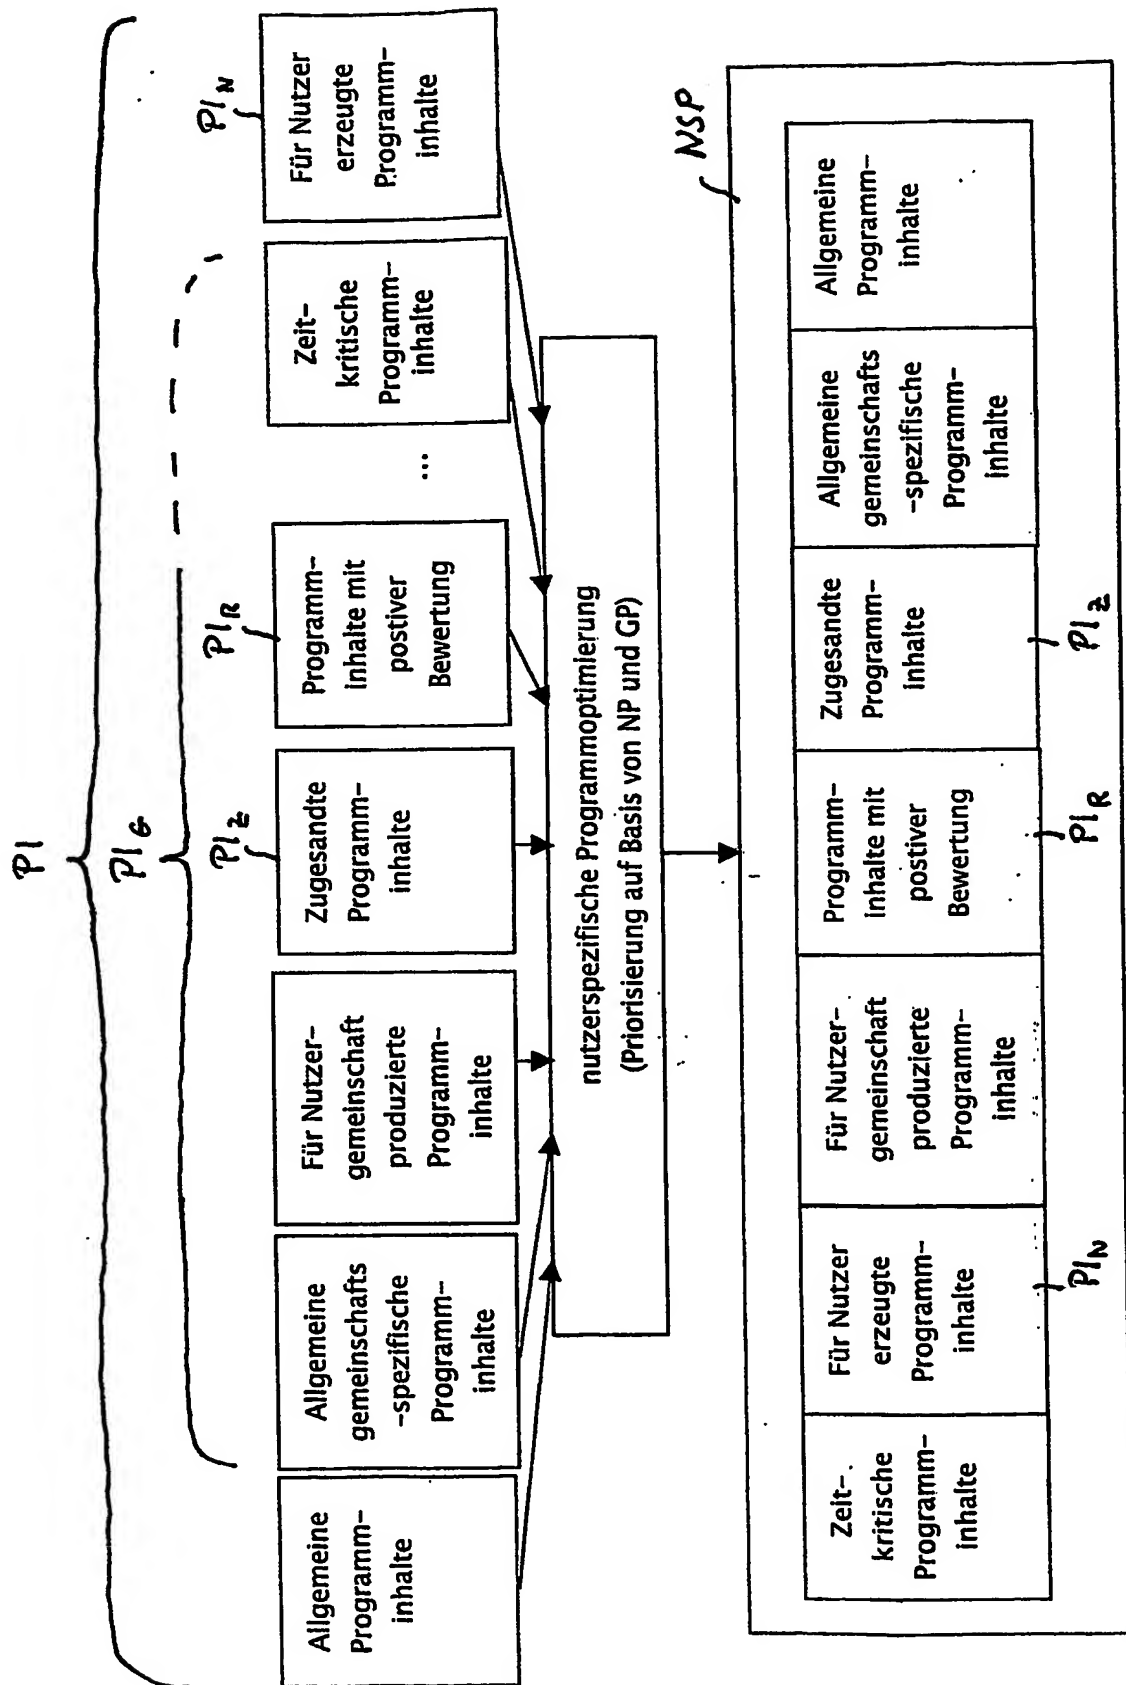 PI
PI_G
PI_Z
PI_R
PI_N
Allgemeine
Programm–
inhalte
Allgemeine
gemeinschafts
–spezifische
Programm–
inhalte
Für Nutzer–
gemeinschaft
produzierte
Programm–
inhalte
Zugesandte
Programm–
inhalte
Programm–
inhalte mit
postiver
Bewertung
...
Zeit–
kritische
Programm–
inhalte
Für Nutzer
erzeugte
Programm–
inhalte
nutzerspezifische Programmoptimierung
(Priorisierung auf Basis von NP und GP)
NSP
Zeit–
kritische
Programm–
inhalte
Für Nutzer
erzeugte
Programm–
inhalte
Für Nutzer–
gemeinschaft
produzierte
Programm–
inhalte
Programm–
inhalte mit
postiver
Bewertung
Zugesandte
Programm–
inhalte
Allgemeine
gemeinschafts
–spezifische
Programm–
inhalte
Allgemeine
Programm–
inhalte
PI_N
PI_R
PI_Z